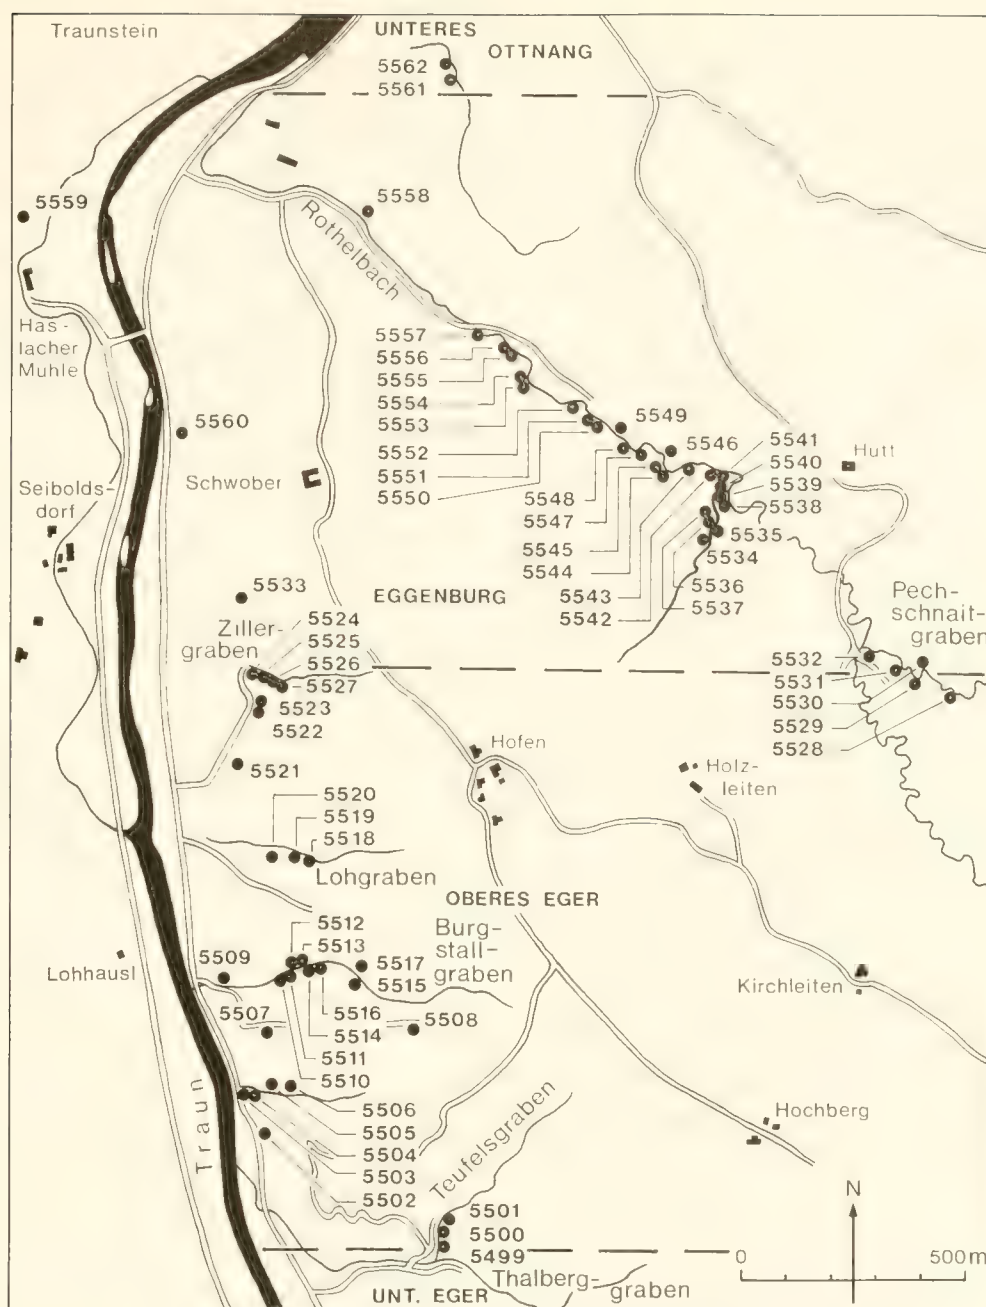 Traunstein
UNTERES
OTTNANG
5562
5561
5559
5558
Rothelbach
Has-
lacher
Muhle
5557
5556
5555
5554
5553
5552
5551
5550
5549
5560
5546
5541
5540
5539
5538
Hutt
Schwober
Seibolds-
dorf
5548
5547
5545
5544
5543
5542
5535
5534
5536
5537
5533
EGGENBURG
Pech-
schnait-
graben
Ziller-
graben
5524
5525
5526
5527
5523
5522
5532
5531
5530
5529
5528
5521
Hofen
Holz-
leiten
5520
5519
5518
Lohgraben
OBERES EGER
5512
5513
Burg-
stall-
graben
5509
5517
5515
Lohhausl
Kirchleiten
5507
5516
5508
5514
5511
5510
Traun
5506
5505
5504
5503
5502
Teufelsgraben
Hochberg
N
5501
5500
5499
0
500m
Thalberg-
graben
UNT. EGER